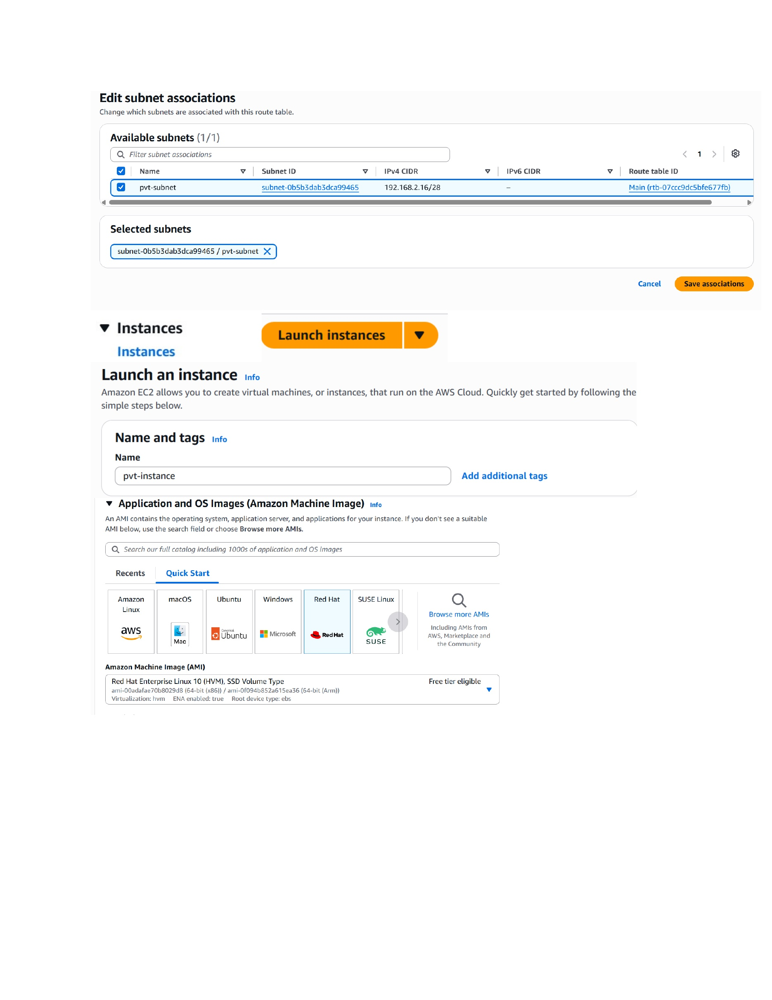 Edit subnet associations
Change which subnets are associated with this route table.
Available subnets (1/1)
Filter subnet associations
1
Name Subnet ID IPv4 CIDR IPv6 CIDR Route table ID
pvt-subnet subnet-0b5b3dab3dca99465 192.168.2.16/28 – Main (rtb-07ccc9dc5bfe677fb)
Selected subnets
subnet-0b5b3dab3dca99465 / pvt-subnet
Cancel Save associations
Instances
Launch instances
Instances
Launch an instance Info
Amazon EC2 allows you to create virtual machines, or instances, that run on the AWS Cloud. Quickly get started by following the
simple steps below.
Name and tags Info
Name
pvt-instance Add additional tags
Application and OS Images (Amazon Machine Image) Info
An AMI contains the operating system, application server, and applications for your instance. If you don't see a suitable
AMI below, use the search field or choose Browse more AMIs.
Search our full catalog including 1000s of application and OS images
Recents Quick Start
Amazon
Linux
aws
macOS
Mac
Ubuntu
Canonical
Ubuntu
Windows
Microsoft
Red Hat
Red Hat
SUSE Linux
SUSE
Browse more AMIs
Including AMIs from
AWS, Marketplace and
the Community
Amazon Machine Image (AMI)
Red Hat Enterprise Linux 10 (HVM), SSD Volume Type Free tier eligible
ami-00adafae70b8029d8 (64-bit (x86)) / ami-0f094b852a615ea36 (64-bit (Arm))
Virtualization: hvm ENA enabled: true Root device type: ebs